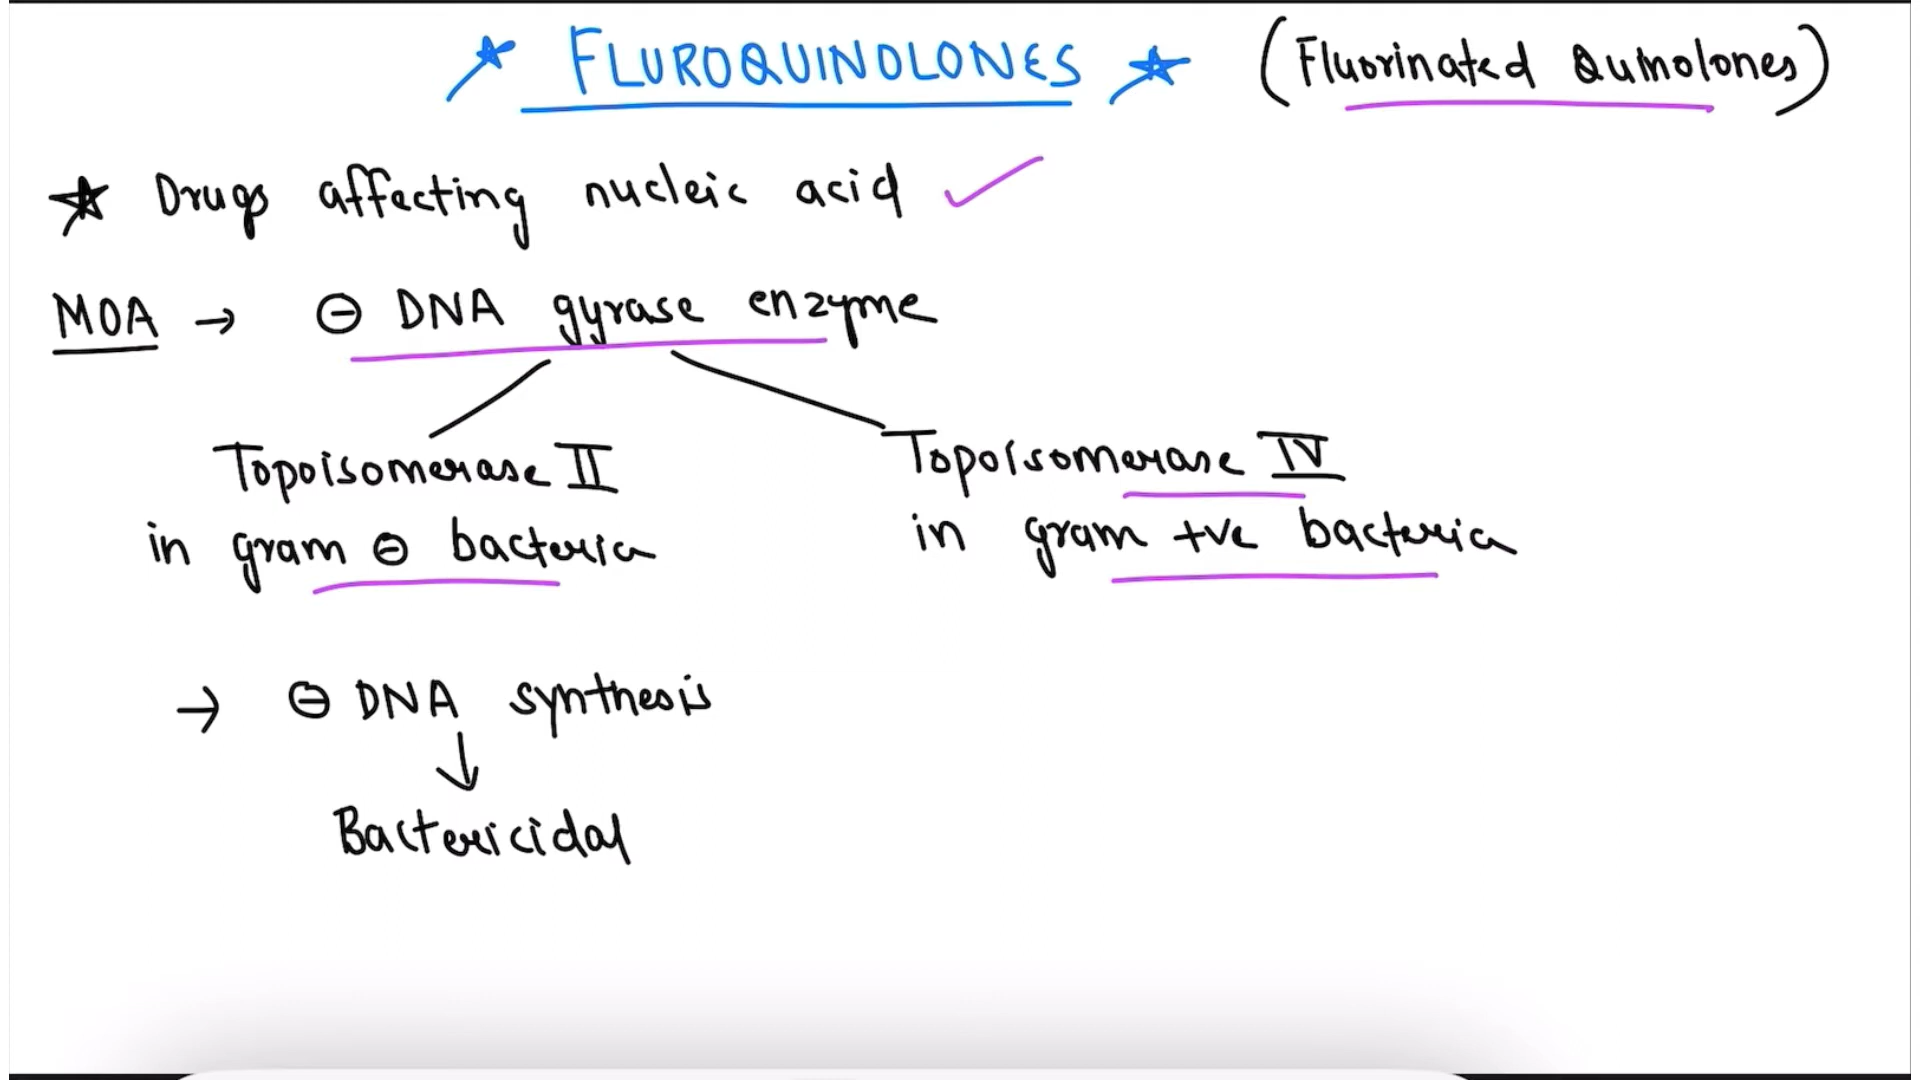 * FLUROQUINOLONES * (Fluorinated Quinolones)
* Drugs affecting nucleic acid ✓
MOA → ⊖ DNA gyrase enzyme
Topoisomerase II
in gram ⊖ bacteria
Topoisomerase IV
in gram +ve bacteria
→ ⊖ DNA synthesis
↓
Bactericidal